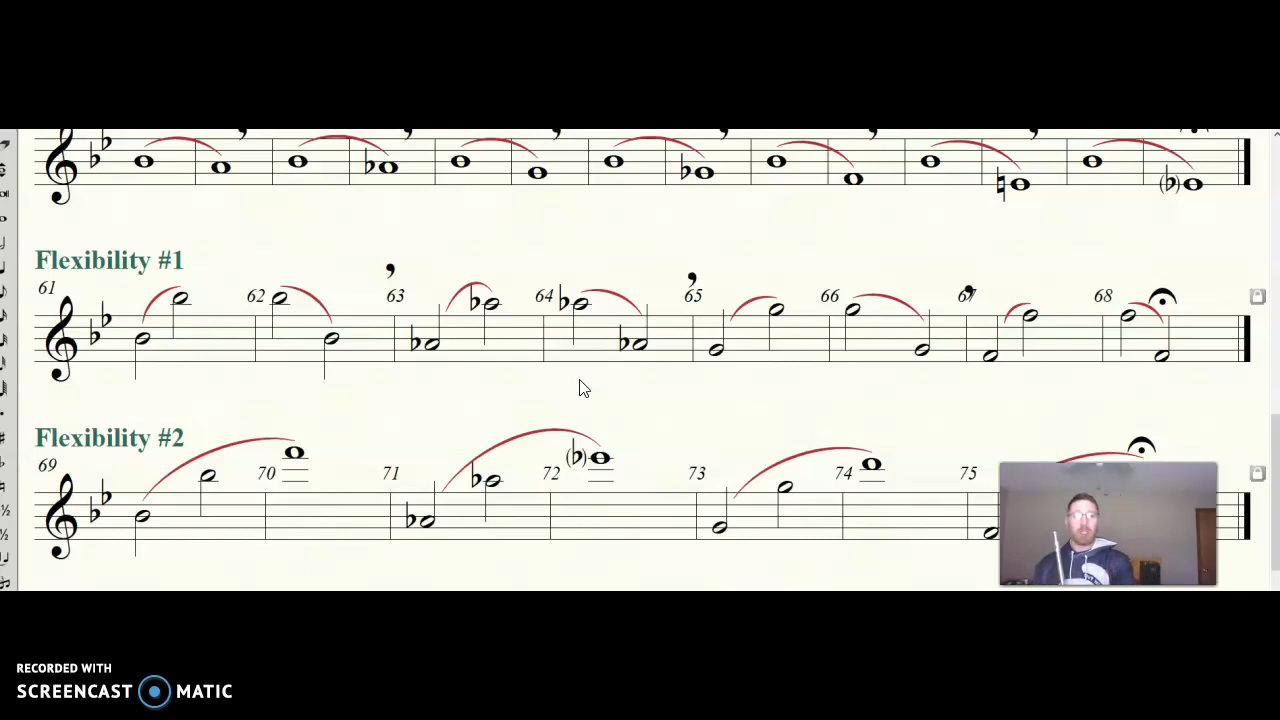 Flexibility #1
61 62 63 64 65 66 67 68
Flexibility #2
69 70 71 72 73 74 75
RECORDED WITH
SCREENCAST MATIC